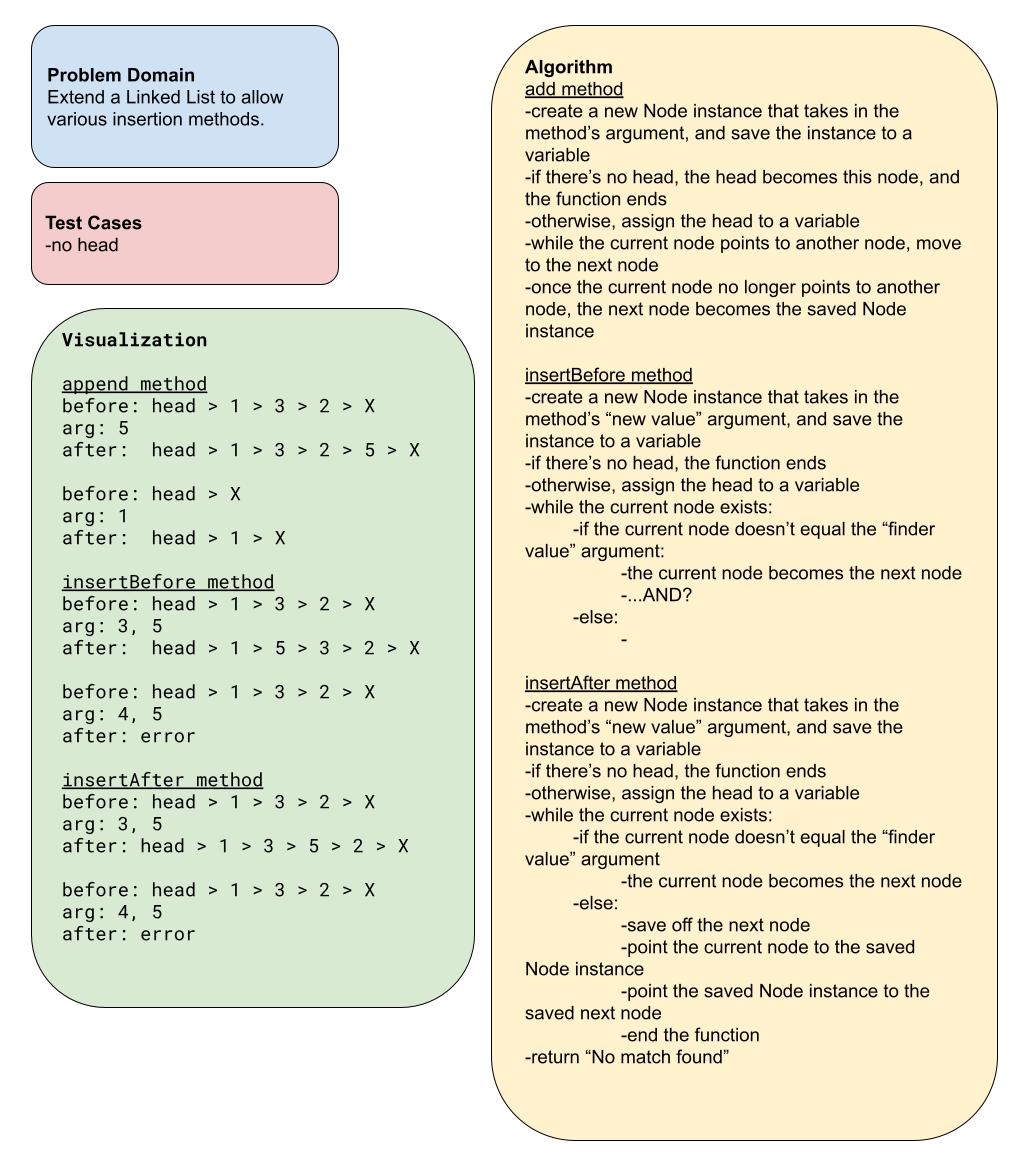 Problem Domain
Extend a Linked List to allow
various insertion methods.
Test Cases
-no head
Visualization
append method
before: head > 1 > 3 > 2 > X
arg: 5
after:  head > 1 > 3 > 2 > 5 > X
before: head > X
arg: 1
after:  head > 1 > X
insertBefore method
before: head > 1 > 3 > 2 > X
arg: 3, 5
after:  head > 1 > 5 > 3 > 2 > X
before: head > 1 > 3 > 2 > X
arg: 4, 5
after: error
insertAfter method
before: head > 1 > 3 > 2 > X
arg: 3, 5
after: head > 1 > 3 > 5 > 2 > X
before: head > 1 > 3 > 2 > X
arg: 4, 5
after: error
Algorithm
add method
-create a new Node instance that takes in the
method’s argument, and save the instance to a
variable
-if there’s no head, the head becomes this node, and
the function ends
-otherwise, assign the head to a variable
-while the current node points to another node, move
to the next node
-once the current node no longer points to another
node, the next node becomes the saved Node
instance
insertBefore method
-create a new Node instance that takes in the
method’s “new value” argument, and save the
instance to a variable
-if there’s no head, the function ends
-otherwise, assign the head to a variable
-while the current node exists:
-if the current node doesn’t equal the “finder
value” argument:
-the current node becomes the next node
-...AND?
-else:
-
insertAfter method
-create a new Node instance that takes in the
method’s “new value” argument, and save the
instance to a variable
-if there’s no head, the function ends
-otherwise, assign the head to a variable
-while the current node exists:
-if the current node doesn’t equal the “finder
value” argument
-the current node becomes the next node
-else:
-save off the next node
-point the current node to the saved
Node instance
-point the saved Node instance to the
saved next node
-end the function
-return “No match found”